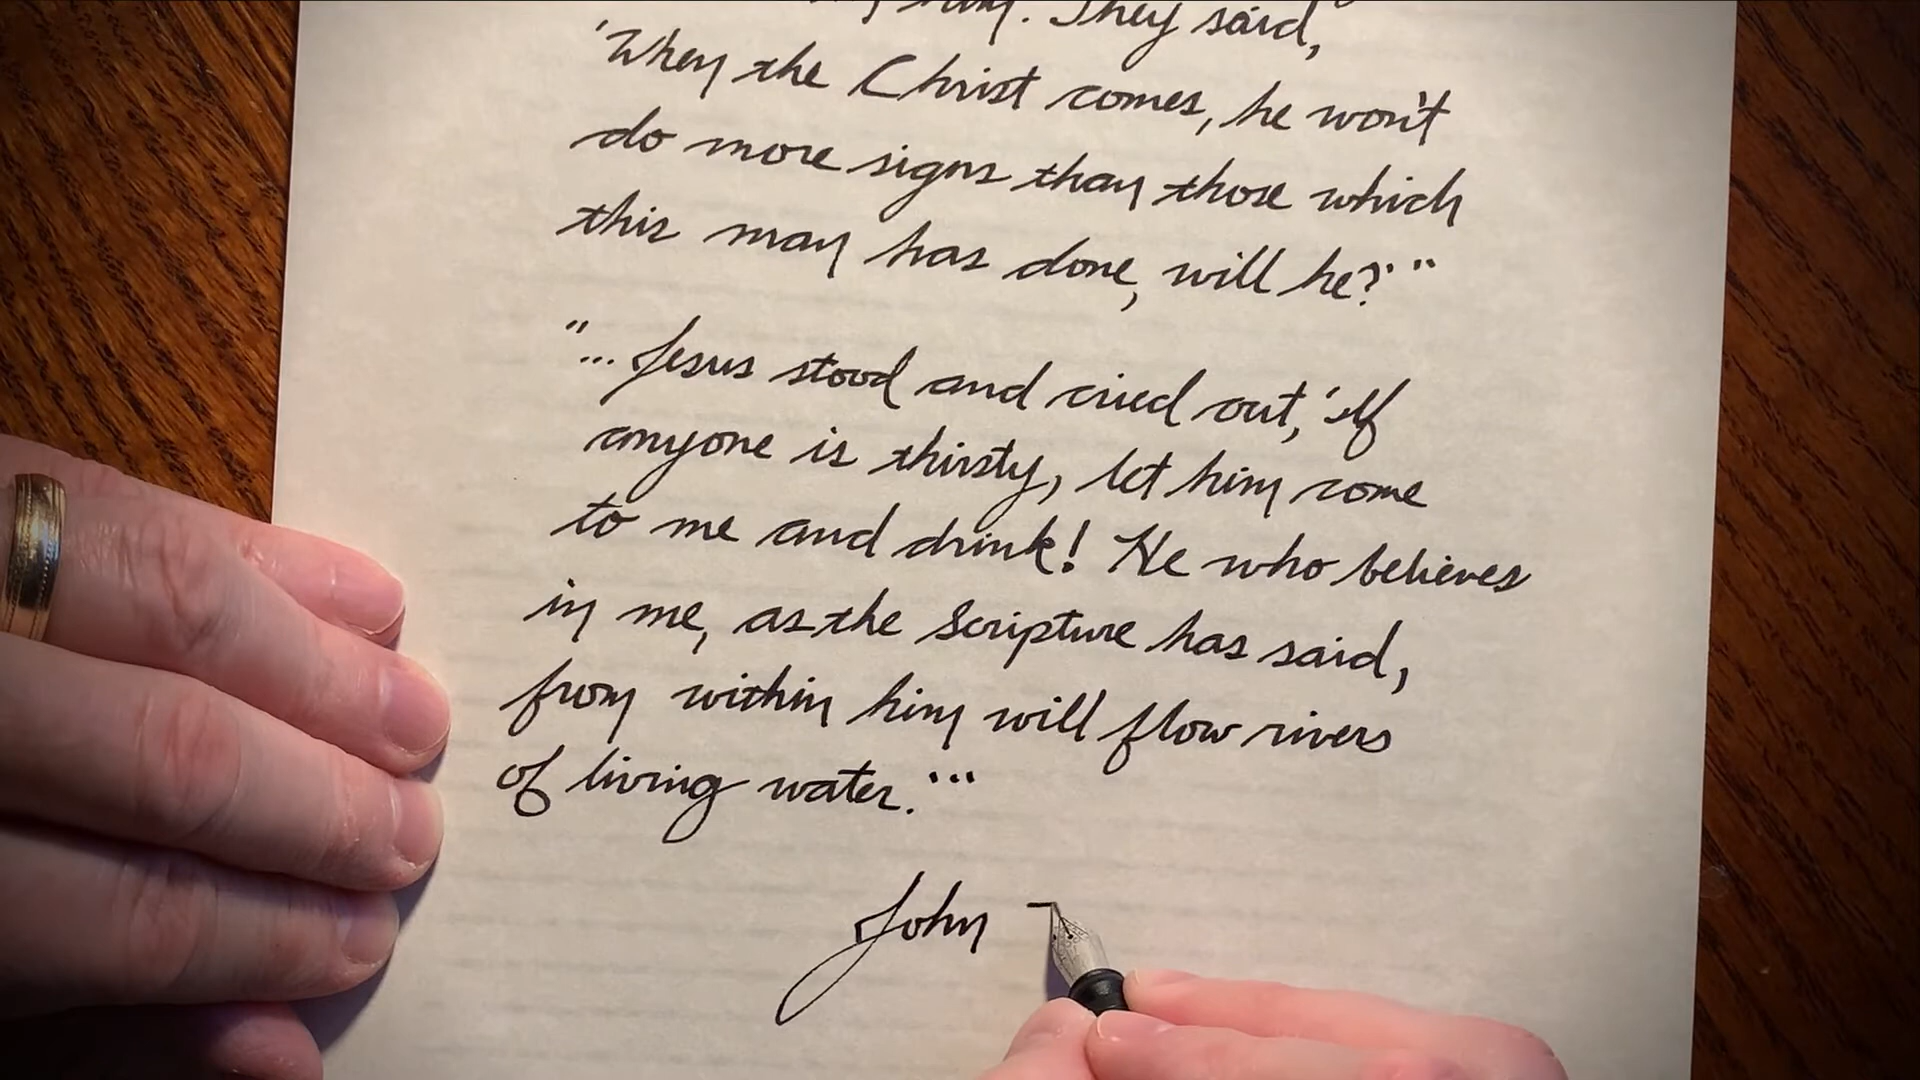 They said,
'When the Christ comes, he won't
do more signs than those which
this man has done, will he?' "
"... Jesus stood and cried out, 'If
anyone is thirsty, let him come
to me and drink! He who believes
in me, as the Scripture has said,
from within him will flow rivers
of living water.'"
John